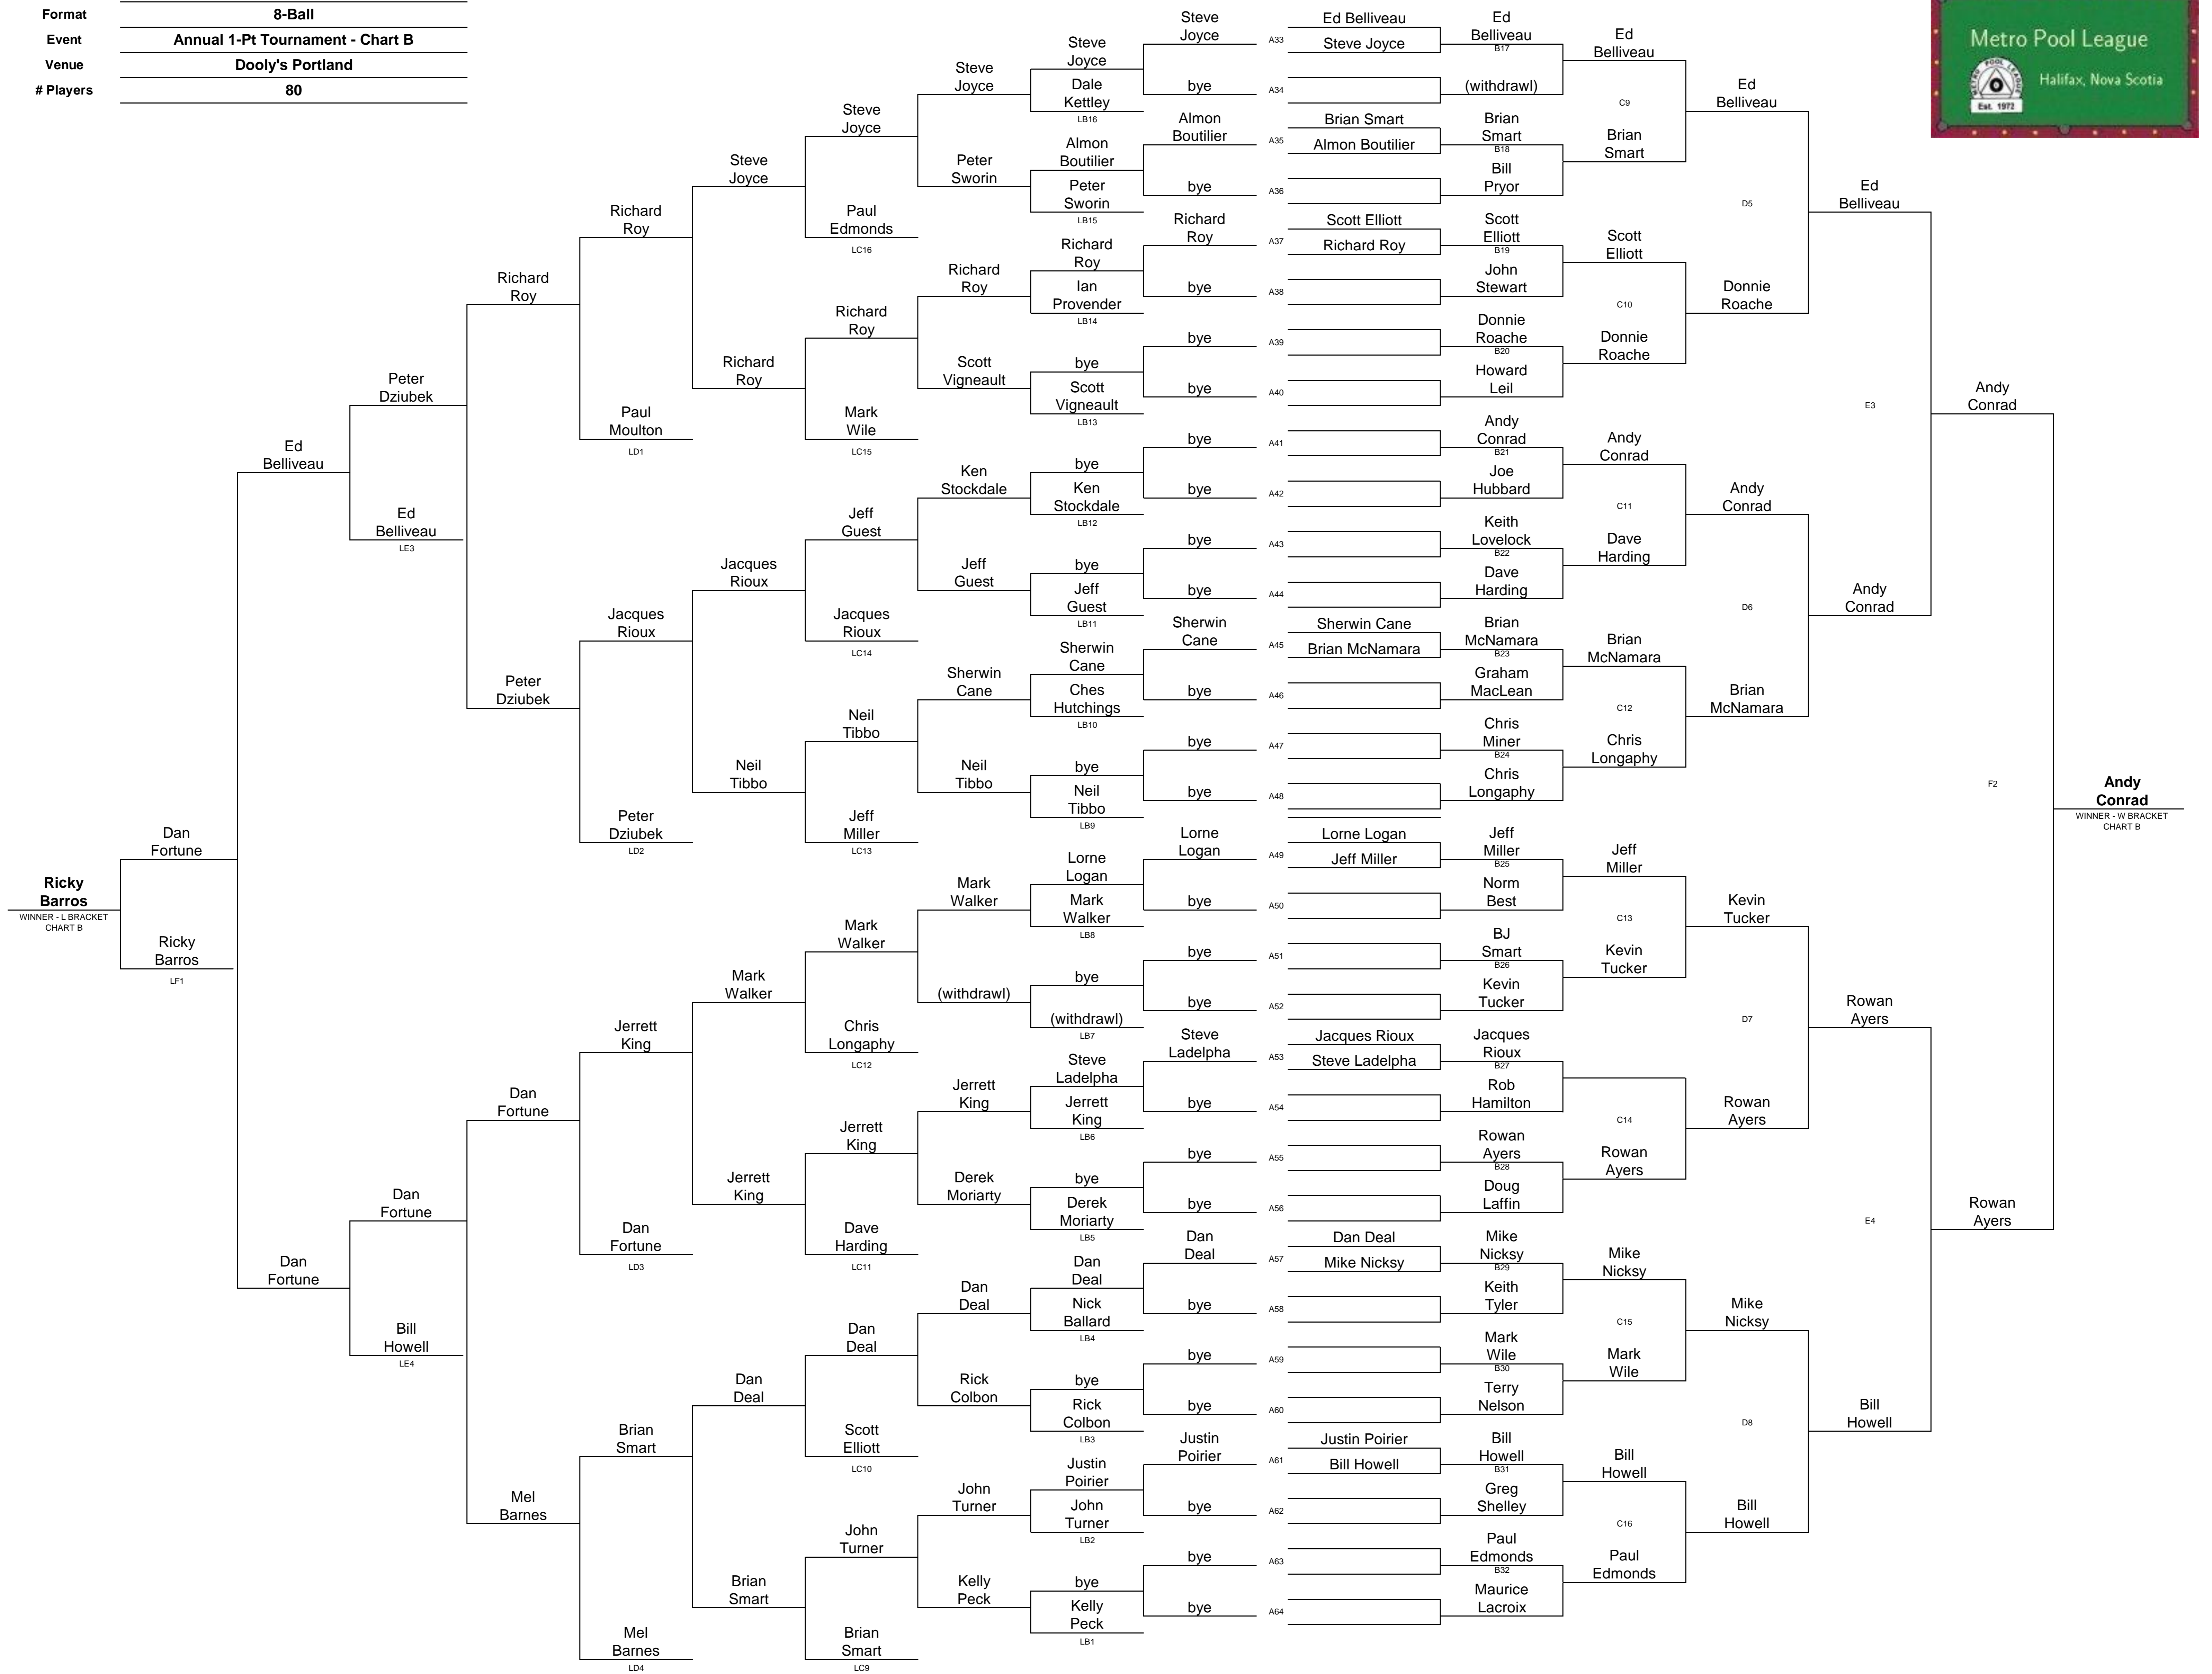 Format 8-Ball
Event Annual 1-Pt Tournament - Chart B
Venue Dooly's Portland
# Players 80
Metro Pool League
Halifax, Nova Scotia
METRO POOL LEAGUE
Est. 1972
Ricky
Barros
WINNER - L BRACKET
CHART B
Dan
Fortune
Ricky
Barros
LF1
Ed
Belliveau
Dan
Fortune
Peter
Dziubek
Ed
Belliveau
LE3
Dan
Fortune
Bill
Howell
LE4
Richard
Roy
Peter
Dziubek
Dan
Fortune
Mel
Barnes
Richard
Roy
Paul
Moulton
LD1
Jacques
Rioux
Peter
Dziubek
LD2
Jerrett
King
Dan
Fortune
LD3
Brian
Smart
Mel
Barnes
LD4
Steve
Joyce
Richard
Roy
Jacques
Rioux
Neil
Tibbo
Mark
Walker
Jerrett
King
Dan
Deal
Brian
Smart
Steve
Joyce
Paul
Edmonds
LC16
Richard
Roy
Mark
Wile
LC15
Jeff
Guest
Jacques
Rioux
LC14
Neil
Tibbo
Jeff
Miller
LC13
Mark
Walker
Chris
Longaphy
LC12
Jerrett
King
Dave
Harding
LC11
Dan
Deal
Scott
Elliott
LC10
John
Turner
Brian
Smart
LC9
Steve
Joyce
Peter
Sworin
Richard
Roy
Scott
Vigneault
Ken
Stockdale
Jeff
Guest
Sherwin
Cane
Neil
Tibbo
Mark
Walker
(withdrawl)
Jerrett
King
Derek
Moriarty
Dan
Deal
Rick
Colbon
John
Turner
Kelly
Peck
Steve
Joyce
Dale
Kettley
LB16
Almon
Boutilier
Peter
Sworin
LB15
Richard
Roy
Ian
Provender
LB14
bye
Scott
Vigneault
LB13
bye
Ken
Stockdale
LB12
bye
Jeff
Guest
LB11
Sherwin
Cane
Ches
Hutchings
LB10
bye
Neil
Tibbo
LB9
Lorne
Logan
Mark
Walker
LB8
bye
(withdrawl)
LB7
Steve
Ladelpha
Jerrett
King
LB6
bye
Derek
Moriarty
LB5
Dan
Deal
Nick
Ballard
LB4
bye
Rick
Colbon
LB3
Justin
Poirier
John
Turner
LB2
bye
Kelly
Peck
LB1
Steve
Joyce
bye
Almon
Boutilier
bye
Richard
Roy
bye
bye
bye
bye
bye
bye
bye
Sherwin
Cane
bye
bye
bye
Lorne
Logan
bye
bye
bye
Steve
Ladelpha
bye
bye
bye
Dan
Deal
bye
bye
bye
Justin
Poirier
bye
bye
bye
A33
A34
A35
A36
A37
A38
A39
A40
A41
A42
A43
A44
A45
A46
A47
A48
A49
A50
A51
A52
A53
A54
A55
A56
A57
A58
A59
A60
A61
A62
A63
A64
Ed Belliveau
Steve Joyce
Brian Smart
Almon Boutilier
Scott Elliott
Richard Roy
Sherwin Cane
Brian McNamara
Lorne Logan
Jeff Miller
Jacques Rioux
Steve Ladelpha
Dan Deal
Mike Nicksy
Justin Poirier
Bill Howell
Ed
Belliveau
B17
(withdrawl)
Brian
Smart
B18
Bill
Pryor
Scott
Elliott
B19
John
Stewart
Donnie
Roache
B20
Howard
Leil
Andy
Conrad
B21
Joe
Hubbard
Keith
Lovelock
B22
Dave
Harding
Brian
McNamara
B23
Graham
MacLean
Chris
Miner
B24
Chris
Longaphy
Jeff
Miller
B25
Norm
Best
BJ
Smart
B26
Kevin
Tucker
Jacques
Rioux
B27
Rob
Hamilton
Rowan
Ayers
B28
Doug
Laffin
Mike
Nicksy
B29
Keith
Tyler
Mark
Wile
B30
Terry
Nelson
Bill
Howell
B31
Greg
Shelley
Paul
Edmonds
B32
Maurice
Lacroix
Ed
Belliveau
C9
Brian
Smart
Scott
Elliott
C10
Donnie
Roache
Andy
Conrad
C11
Dave
Harding
Brian
McNamara
C12
Chris
Longaphy
Jeff
Miller
C13
Kevin
Tucker
C14
Rowan
Ayers
Mike
Nicksy
C15
Mark
Wile
Bill
Howell
C16
Paul
Edmonds
Ed
Belliveau
D5
Donnie
Roache
Andy
Conrad
D6
Brian
McNamara
Kevin
Tucker
D7
Rowan
Ayers
Mike
Nicksy
D8
Bill
Howell
Ed
Belliveau
E3
Andy
Conrad
Rowan
Ayers
E4
Bill
Howell
Andy
Conrad
F2
Rowan
Ayers
Andy
Conrad
WINNER - W BRACKET
CHART B